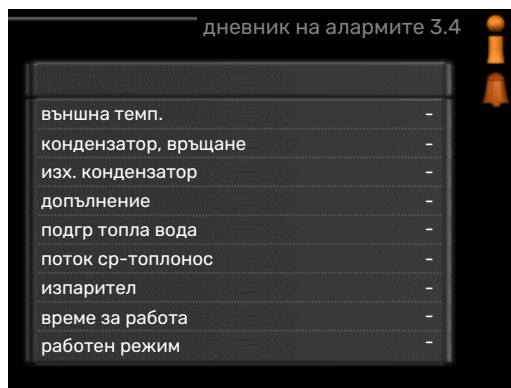 дневник на алармите 3.4
външна темп. -
кондензатор, връщане -
изх. кондензатор -
допълнение -
подгр топла вода -
поток ср-топлонос -
изпарител -
време за работа -
работен режим -